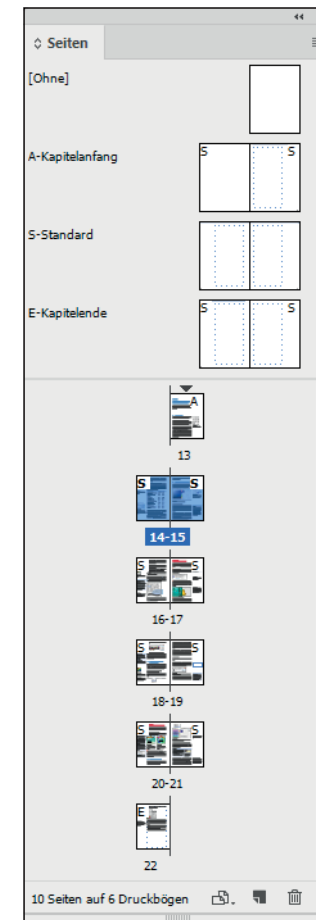 Seiten
[Ohne]
A-Kapitelanfang
S S
S-Standard
E-Kapitelende
S S
A
13
S S
14-15
S S
16-17
S S
18-19
S S
20-21
E
22
10 Seiten auf 6 Druckbögen